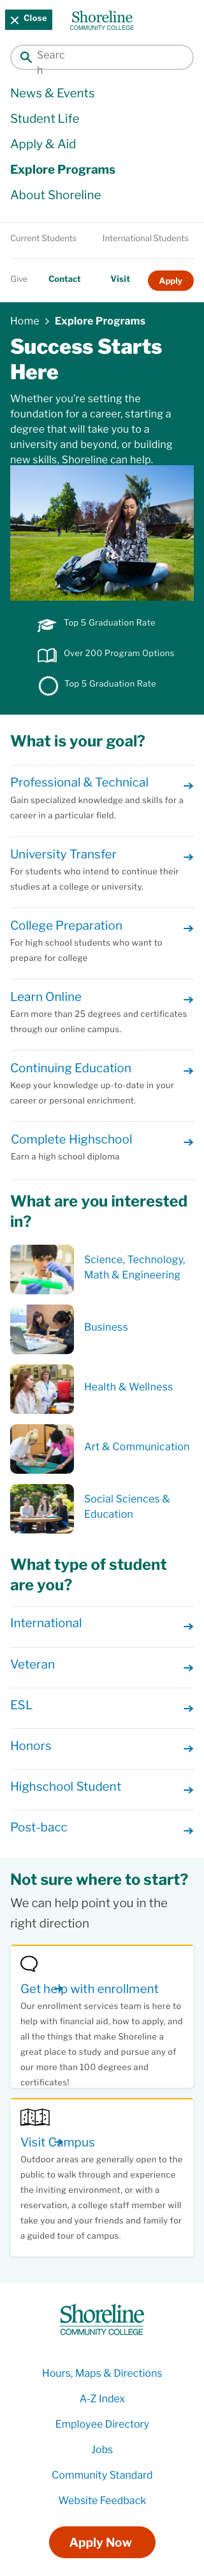 Close
Shoreline
COMMUNITY COLLEGE
Searc
h
News & Events
Student Life
Apply & Aid
Explore Programs
About Shoreline
Current Students
International Students
Give
Contact
Visit
Apply
Home
Explore Programs
Success Starts
Here
Whether you're setting the
foundation for a career, starting a
degree that will take you to a
university and beyond, or building
new skills, Shoreline can help.
Top 5 Graduation Rate
Over 200 Program Options
Top 5 Graduation Rate
What is your goal?
Professional & Technical
Gain specialized knowledge and skills for a
career in a particular field.
University Transfer
For students who intend to continue their
studies at a college or university.
College Preparation
For high school students who want to
prepare for college
Learn Online
Earn more than 25 degrees and certificates
through our online campus.
Continuing Education
Keep your knowledge up-to-date in your
career or personal enrichment.
Complete Highschool
Earn a high school diploma
What are you interested
in?
Science, Technology,
Math & Engineering
Business
Health & Wellness
Art & Communication
Social Sciences &
Education
What type of student
are you?
International
Veteran
ESL
Honors
Highschool Student
Post-bacc
Not sure where to start?
We can help point you in the
right direction
Get help with enrollment
Our enrollment services team is here to
help with financial aid, how to apply, and
all the things that make Shoreline a
great place to study and pursue any of
our more than 100 degrees and
certificates!
Visit Campus
Outdoor areas are generally open to the
public to walk through and experience
the inviting environment, or with a
reservation, a college staff member will
take you and your friends and family for
a guided tour of campus.
Shoreline
COMMUNITY COLLEGE
Hours, Maps & Directions
A-Z Index
Employee Directory
Jobs
Community Standard
Website Feedback
Apply Now